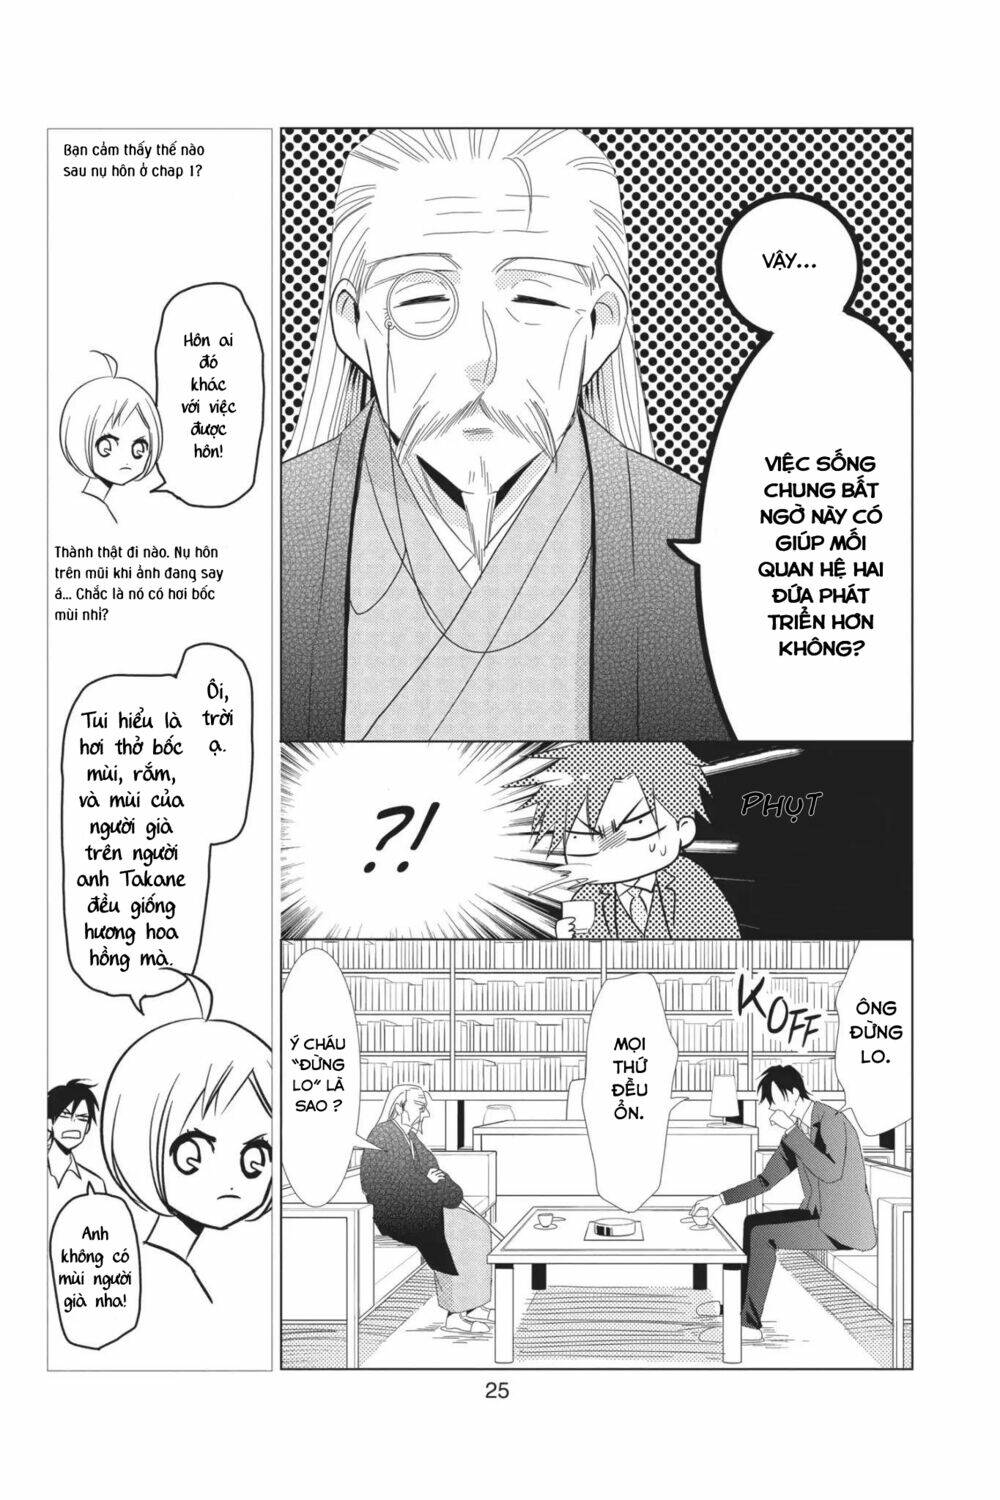 Bạn cảm thấy thế nào
sau nụ hôn ở chap 1?
Hôn ai
đó
khác
với việc
được
hôn!
Thành thật đi nào. Nụ hôn
trên mũi khi ảnh đang say
á... Chắc là nó có hơi bốc
mùi nhỉ?
Ôi,
trời
ạ.
Tui hiểu là
hơi thở bốc
mùi, rắm,
và mùi của
người già
trên người
anh Takane
đều giống
hương hoa
hồng mà.
Anh
không có
mùi người
già nha!
VẬY...
VIỆC SỐNG
CHUNG BẤT
NGỜ NÀY CÓ
GIÚP MỐI
QUAN HỆ HAI
ĐỨA PHÁT
TRIỂN HƠN
KHÔNG?
PHỤT
?!
ÔNG
ĐỪNG
LO.
KOFF
MỌI
THỨ
ĐỀU
ỔN.
Ý CHÁU
“ĐỪNG
LO“ LÀ
SAO ?
25